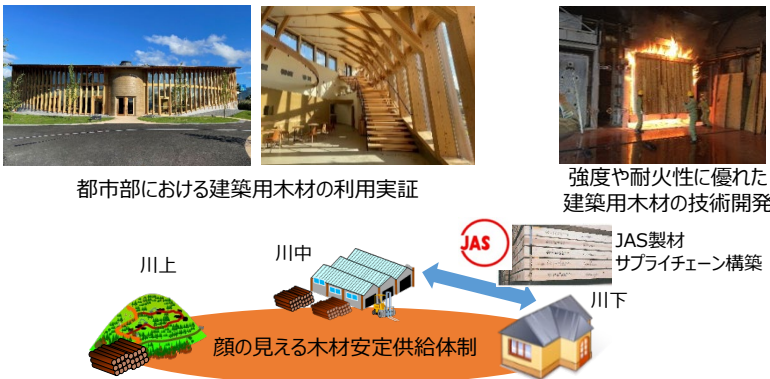 都市部における建築用木材の利用実証
強度や耐火性に優れた
建築用木材の技術開発
JAS
JAS製材
サプライチェーン構築
川上
川中
川下
顔の見える木材安定供給体制